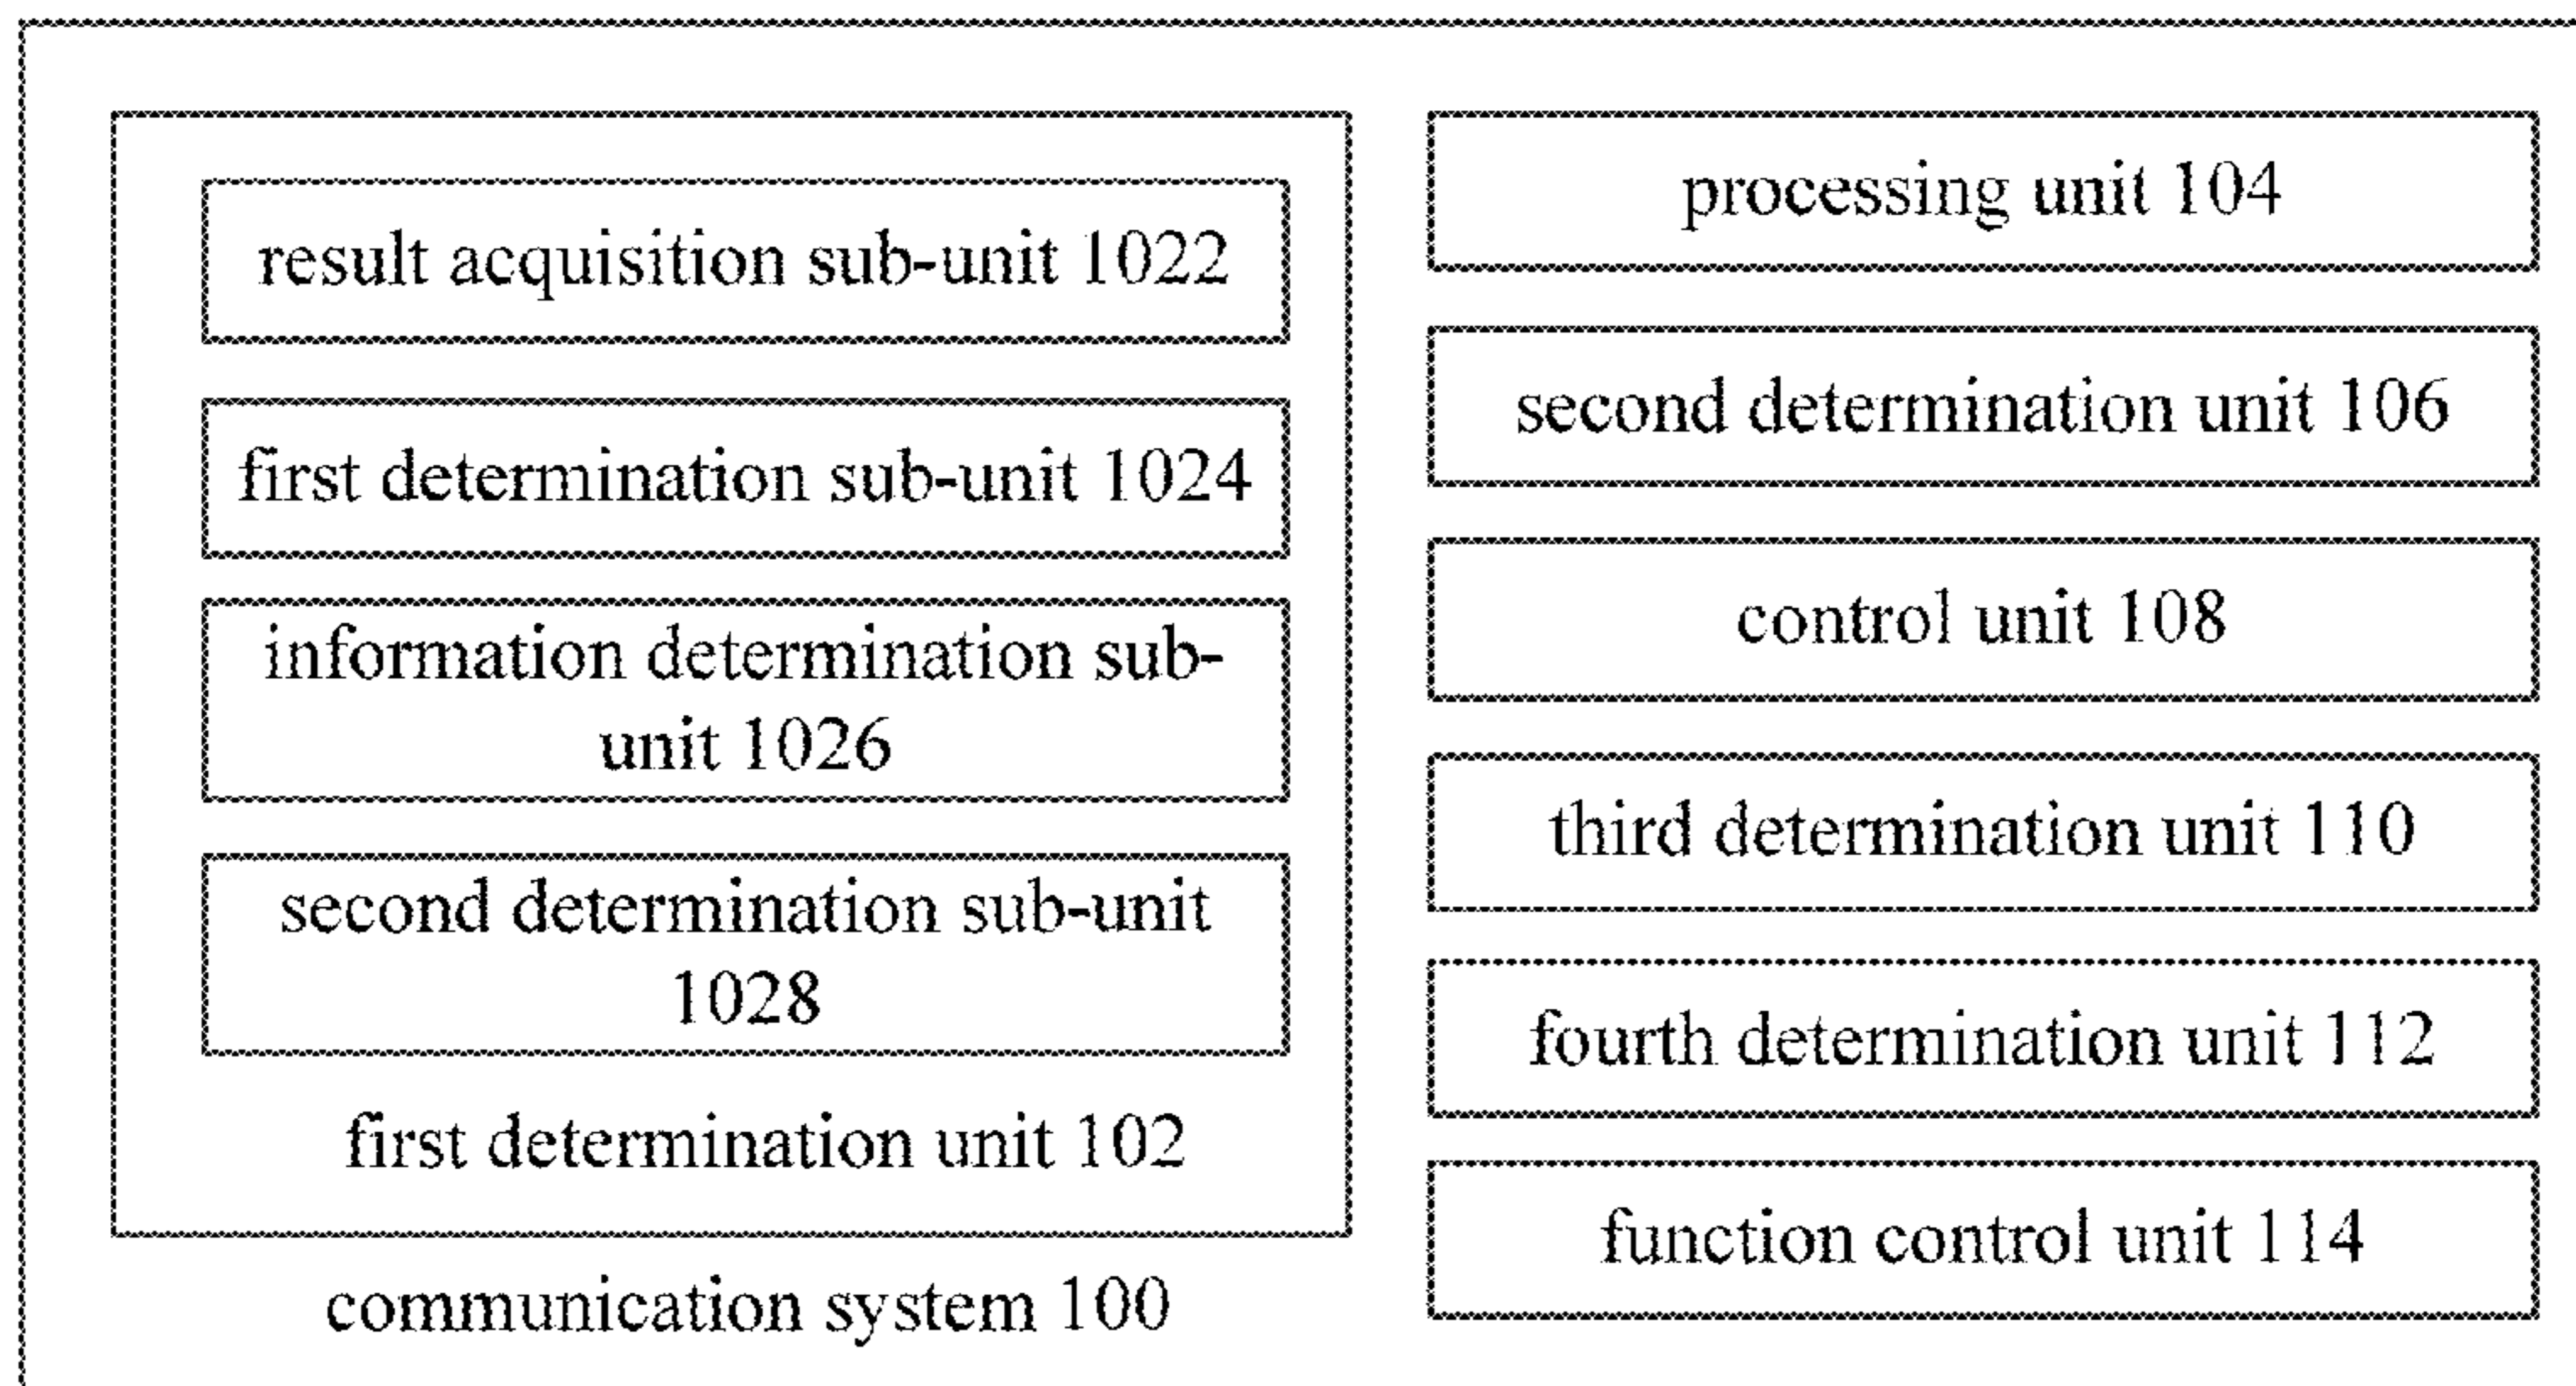 result acquisition sub-unit 1022
first determination sub-unit 1024
information determination sub-
unit 1026
second determination sub-unit
1028
first determination unit 102
communication system 100
processing unit 104
second determination unit 106
control unit 108
third determination unit 110
fourth determination unit 112
function control unit 114